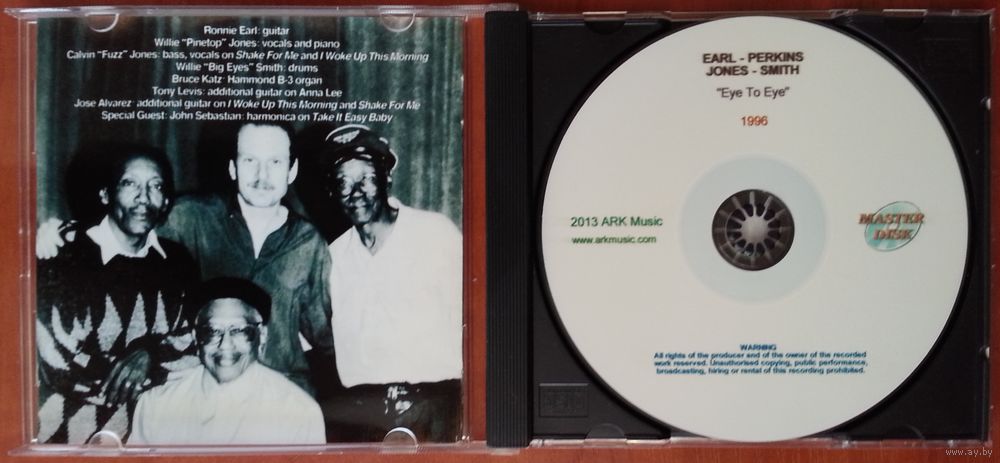 Ronnie Earl: guitar
Willie "Pinetop" Jones: vocals and piano
Calvin "Fuzz" Jones: bass, vocals on Shake For Me and I Woke Up This Morning
Willie "Big Eyes" Smith: drums
Bruce Katz: Hammond B-3 organ
Tony Levis: additional guitar on Anna Lee
Jose Alvarez: additional guitar on I Woke Up This Morning and Shake For Me
Special Guest: John Sebastian: harmonica on Take It Easy Baby
EARL - PERKINS
JONES - SMITH
"Eye To Eye"
1996
2013 ARK Music
www.arkmusic.com
MASTER
DISK
WARNING
All rights of the producer and of the owner of the recorded
work reserved. Unauthorised copying, public performance,
broadcasting, hiring or rental of this recording prohibited.
www.ay.by